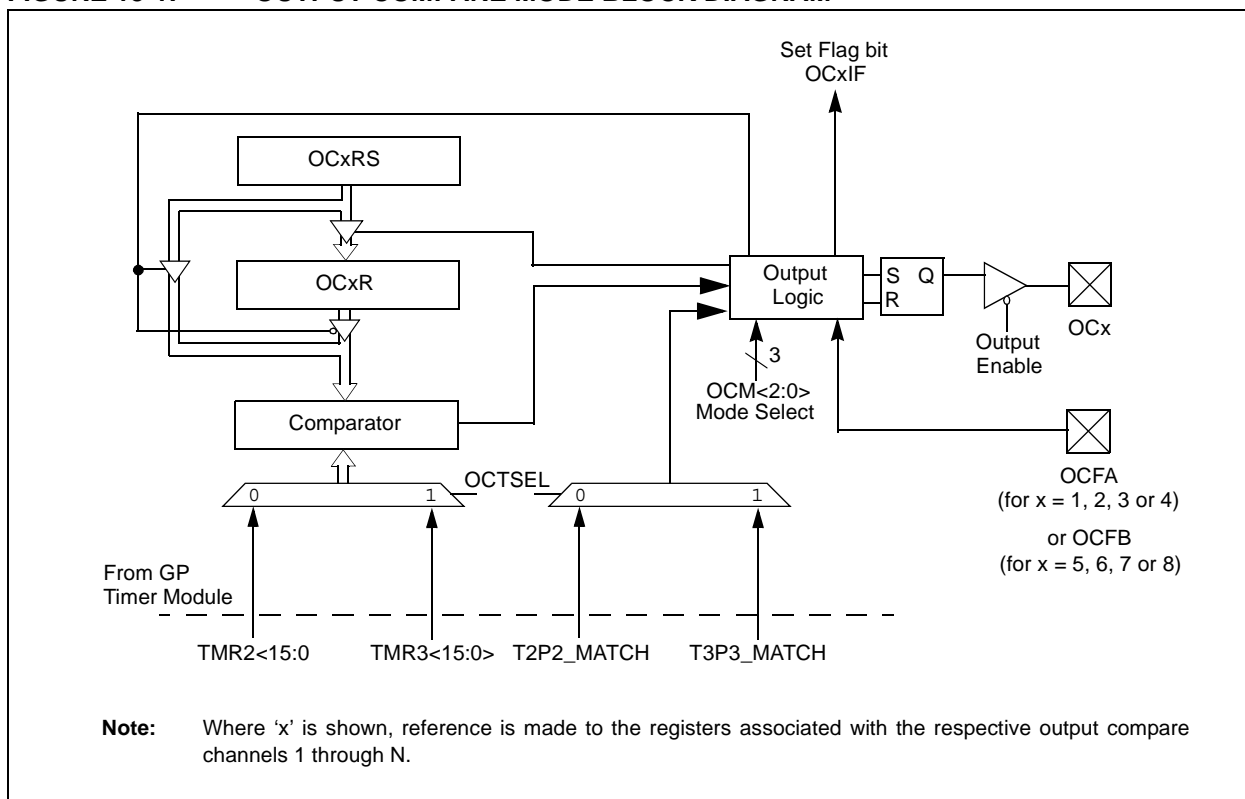 Set Flag bit
OCxIF
OCxRS
OCxR
Output
Logic
S Q
R
OCx
Output
Enable
3
OCM<2:0>
Mode Select
Comparator
OCTSEL
0 1
0 1
OCFA
(for x = 1, 2, 3 or 4)
or OCFB
(for x = 5, 6, 7 or 8)
From GP
Timer Module
TMR2<15:0 TMR3<15:0> T2P2_MATCH T3P3_MATCH
Note: Where ‘x’ is shown, reference is made to the registers associated with the respective output compare
channels 1 through N.